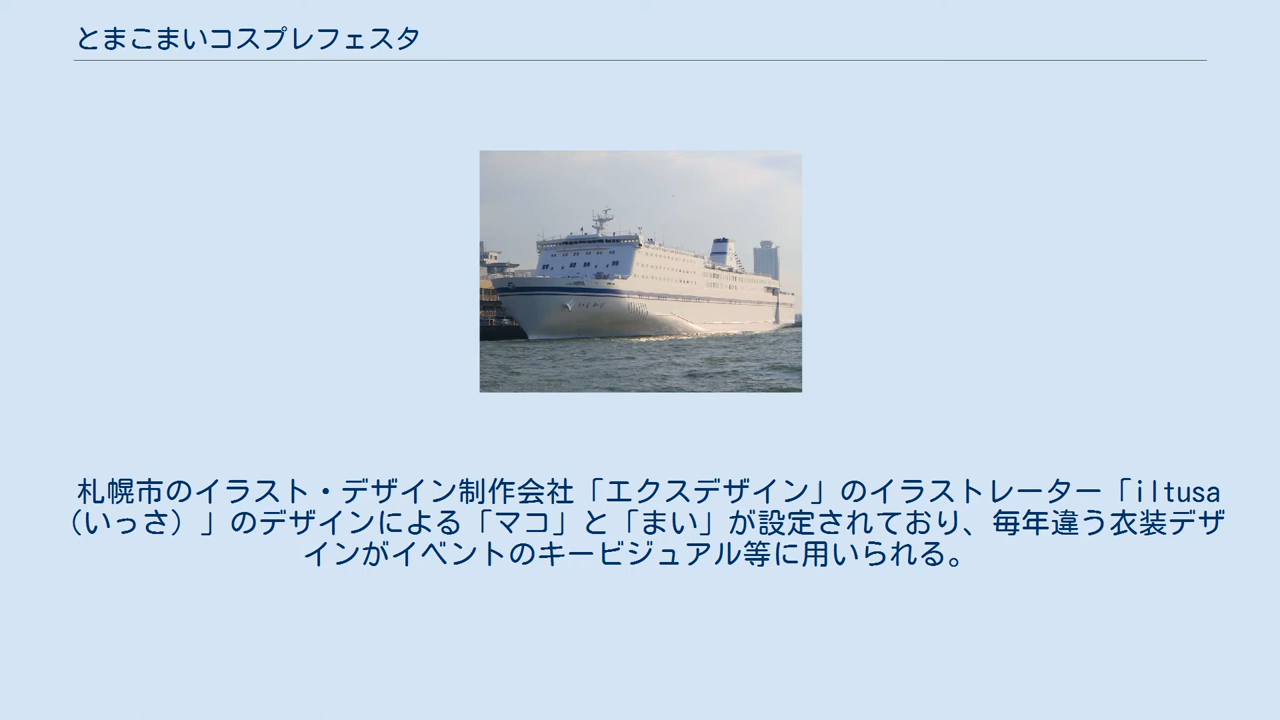 とまこまいコスプレフェスタ
札幌市のイラスト・デザイン制作会社「エクスデザイン」のイラストレーター「iltusa
（いっさ）」のデザインによる「マコ」と「まい」が設定されており、毎年違う衣装デザ
インがイベントのキービジュアル等に用いられる。